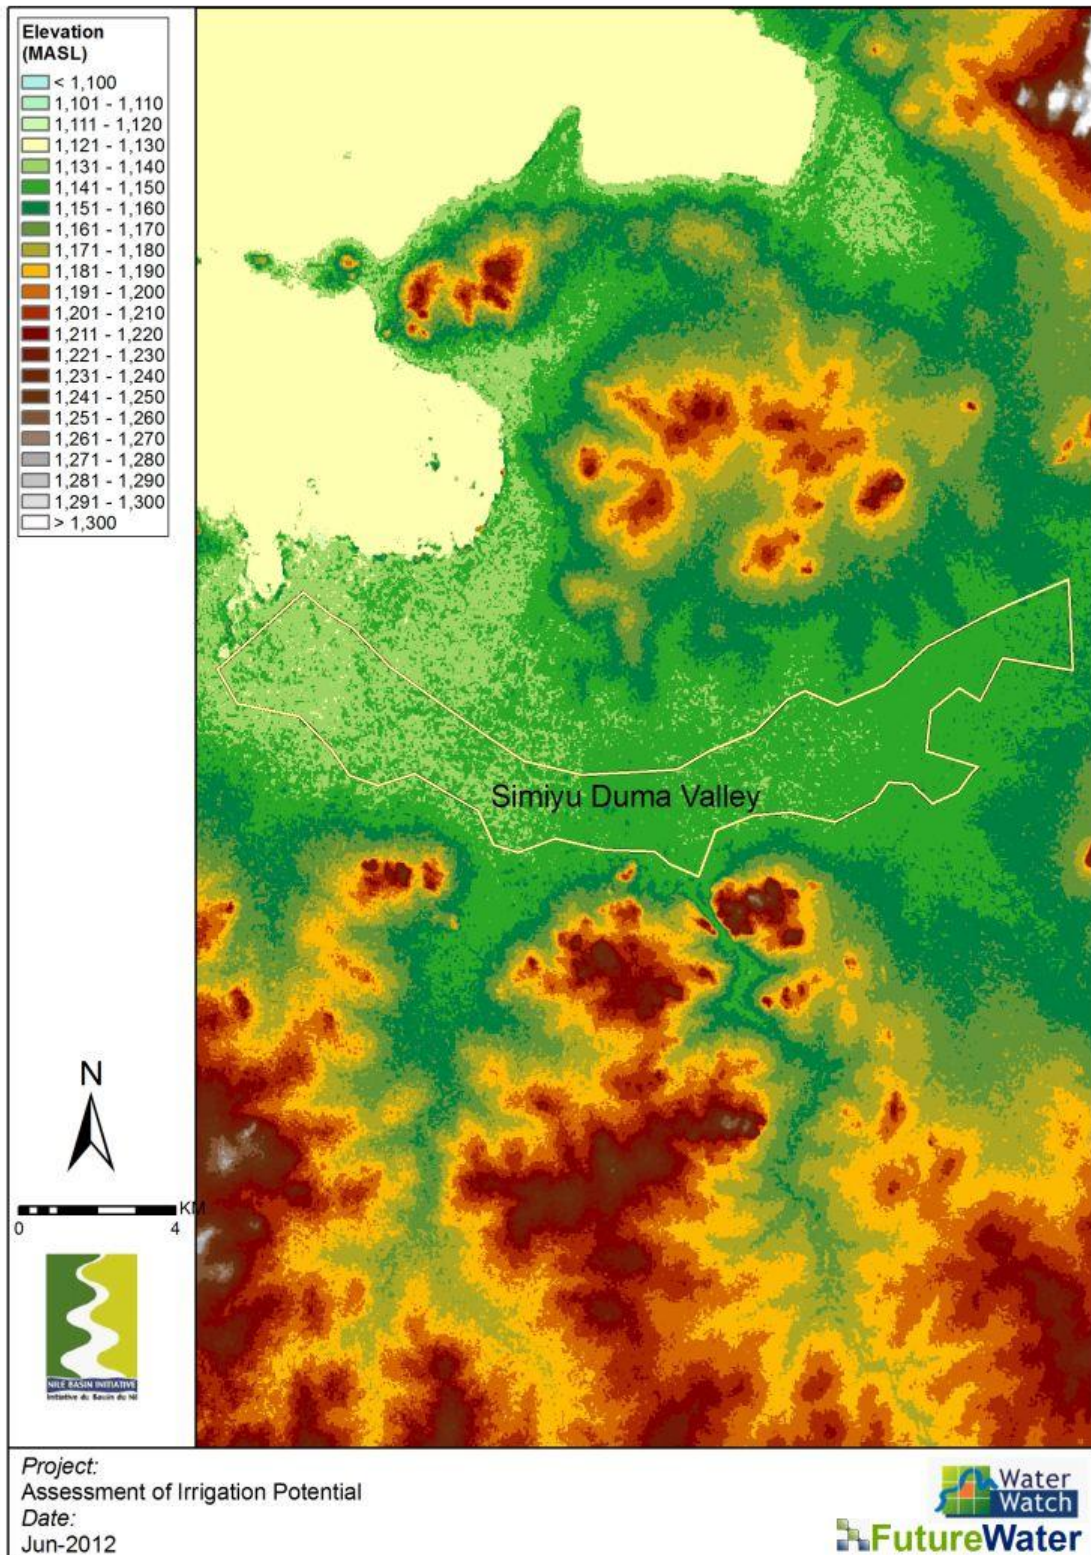 Elevation
(MASL)
< 1,100
1,101 - 1,110
1,111 - 1,120
1,121 - 1,130
1,131 - 1,140
1,141 - 1,150
1,151 - 1,160
1,161 - 1,170
1,171 - 1,180
1,181 - 1,190
1,191 - 1,200
1,201 - 1,210
1,211 - 1,220
1,221 - 1,230
1,231 - 1,240
1,241 - 1,250
1,251 - 1,260
1,261 - 1,270
1,271 - 1,280
1,281 - 1,290
1,291 - 1,300
> 1,300
Simiyu Duma Valley
N
KM
0 4
NILE BASIN INITIATIVE
Initiative du Bassin du Nil
Project:
Assessment of Irrigation Potential
Date:
Jun-2012
Water
Watch
FutureWater